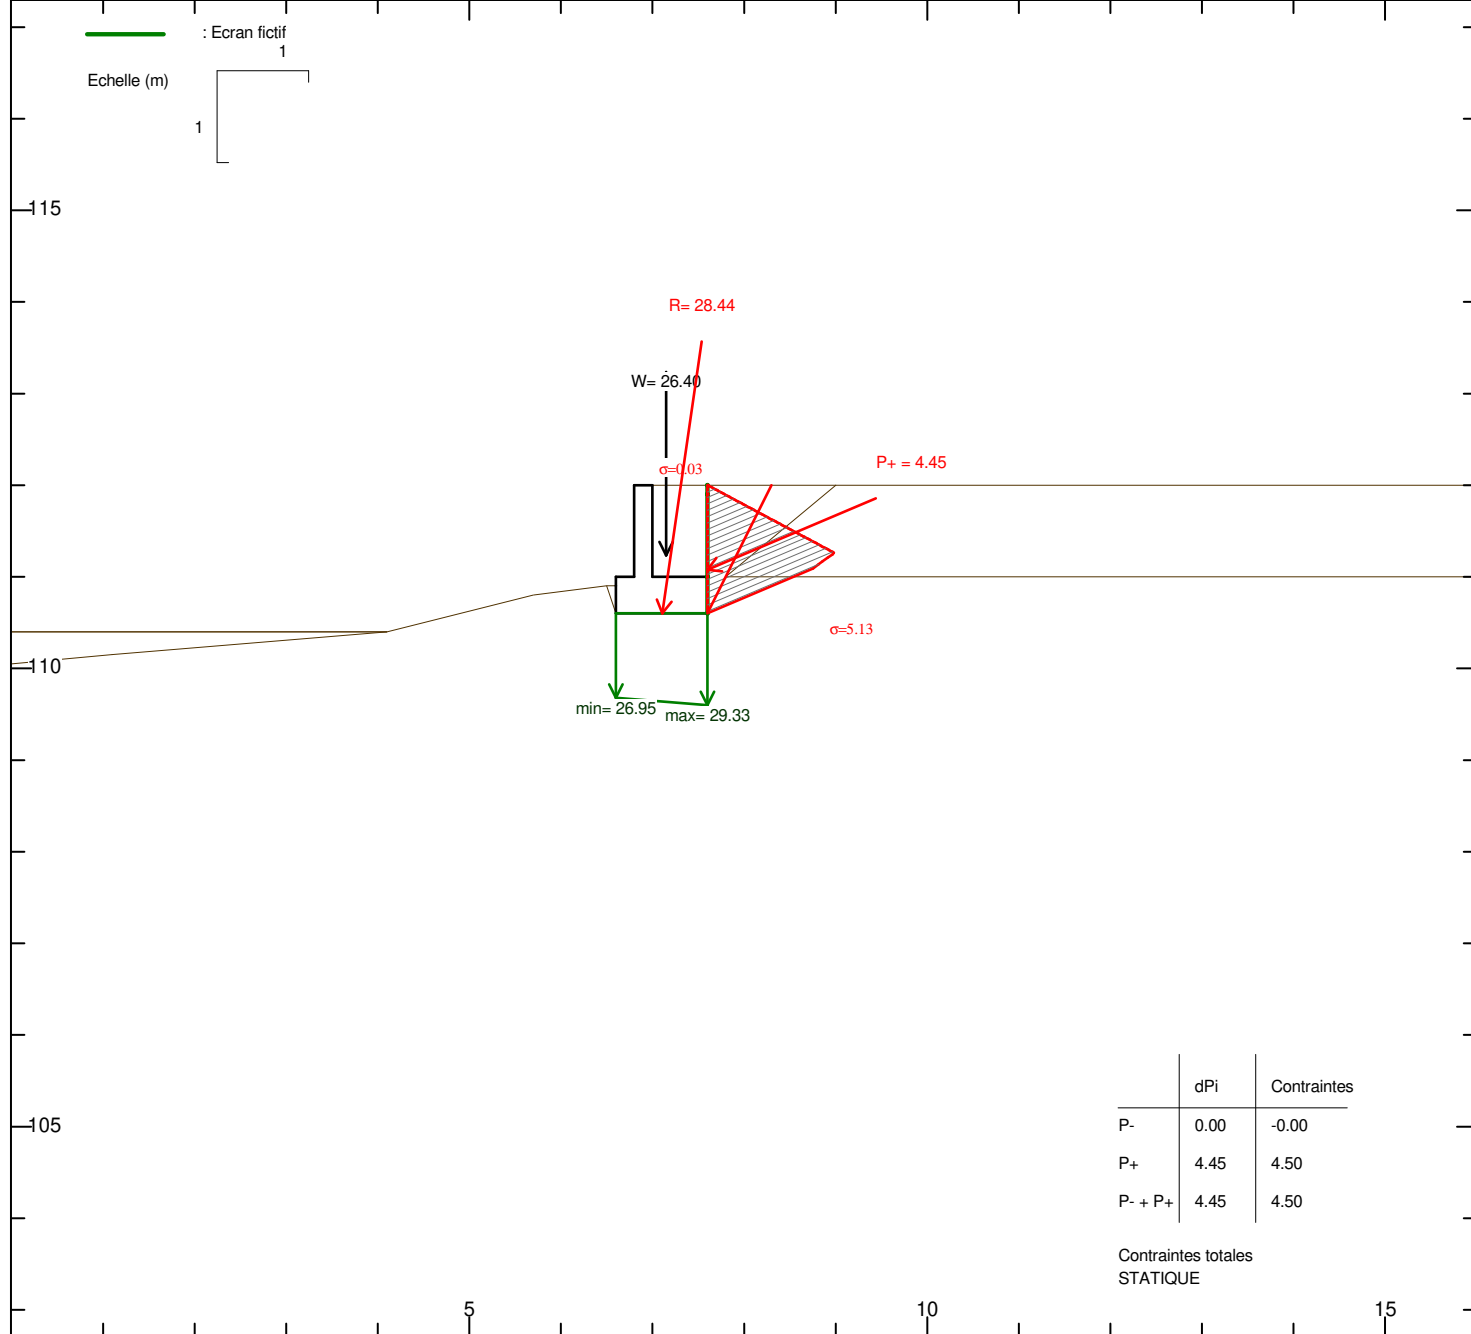 : Ecran fictif
1
Echelle (m)
1
115
R= 28.44
W= 26.40
P+ = 4.45
σ=0.03
σ=5.13
110
min= 26.95
max= 29.33
dPi Contraintes
P- 0.00 -0.00
105
P+ 4.45 4.50
P- + P+ 4.45 4.50
Contraintes totales
STATIQUE
5 10 15